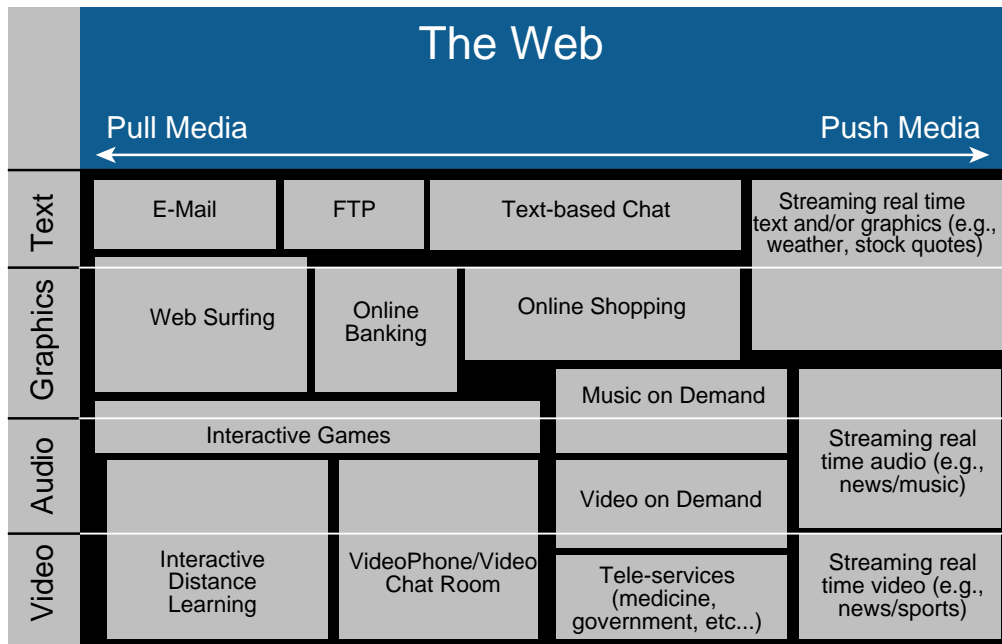 The Web
Pull Media
Push Media
Text
E-Mail
FTP
Text-based Chat
Streaming real time
text and/or graphics (e.g.,
weather, stock quotes)
Graphics
Web Surfing
Online
Banking
Online Shopping
Music on Demand
Audio
Interactive Games
Streaming real
time audio (e.g.,
news/music)
Video on Demand
Video
Interactive
Distance
Learning
VideoPhone/Video
Chat Room
Tele-services
(medicine,
government, etc...)
Streaming real
time video (e.g.,
news/sports)